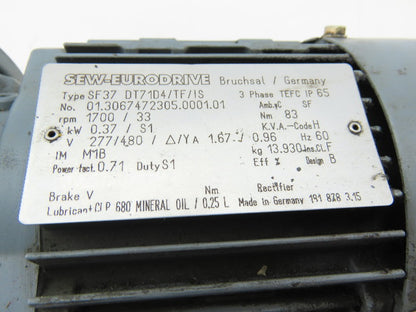 SEW-EURODRIVE Bruchsal / Germany
Type SF37 DT71D4/TF/IS 3 Phase TEFC IP 65
No. 01.3067472305.0001.01 Amb.°C SF
rpm 1700 / 33 Nm 83
kW 0.37 / S1 K.V.A.-Code H
V 277/480 / Δ/Y A 1.67 / 0.96 Hz 60
IM M1B kg 13.930 Ins.CL F
Power fact. 0.71 Duty S1 Eff % Design B
Brake V Nm Rectifier
Lubricant CLP 680 MINERAL OIL / 0.25 L Made in Germany 191 828 3.15